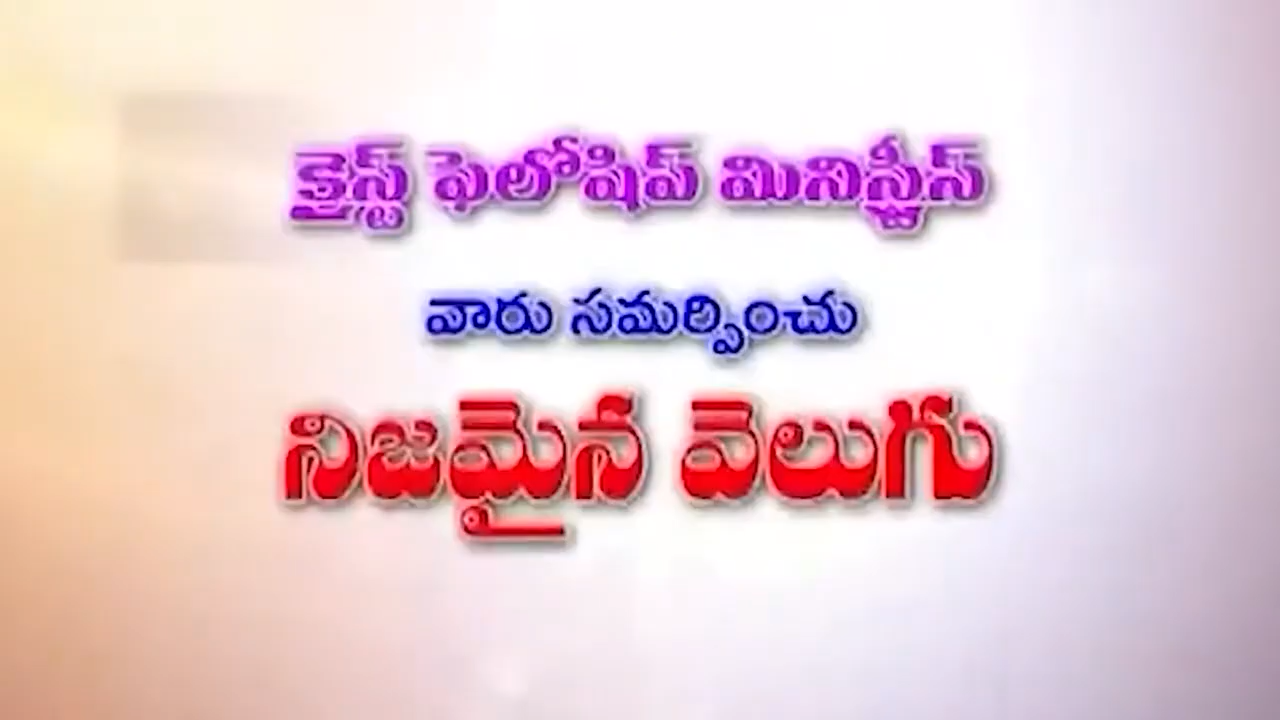 క్రైస్ట్ ఫెలోషిప్ మినిస్ట్రీస్
వారు సమర్పించు
నిజమైన వెలుగు